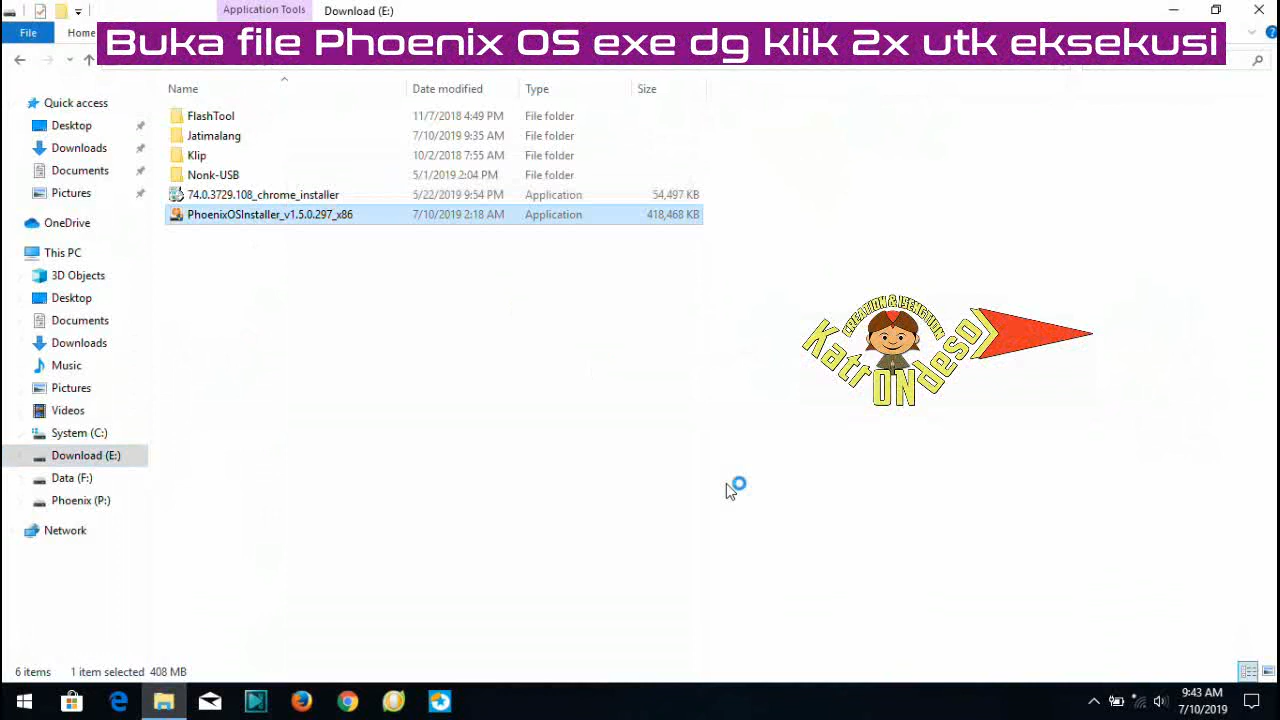 Application Tools
Download (E:)
File
Home
Buka file Phoenix OS exe dg klik 2x utk eksekusi
Name
Date modified
Type
Size
Quick access
Desktop
Downloads
Documents
Pictures
OneDrive
This PC
3D Objects
Desktop
Documents
Downloads
Music
Pictures
Videos
System (C:)
Download (E:)
Data (F:)
Phoenix (P:)
Network
FlashTool 11/7/2018 4:49 PM File folder
Jatimalang 7/10/2019 9:35 AM File folder
Klip 10/2/2018 7:55 AM File folder
Nonk-USB 5/1/2019 2:04 PM File folder
74.0.3729.108_chrome_installer 5/22/2019 9:54 PM Application 54,497 KB
PhoenixOSInstaller_v1.5.0.297_x86 7/10/2019 2:18 AM Application 418,468 KB
CREATION & ISENGTION
Katrondeso
6 items 1 item selected 408 MB
9:43 AM
7/10/2019